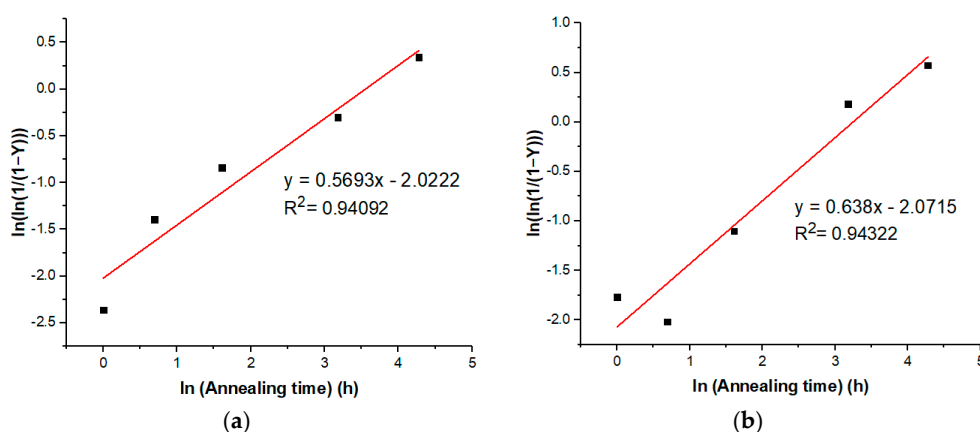 0.5
0.0
-0.5
-1.0
-1.5
-2.0
-2.5
ln(ln(1/(1−Y)))
y = 0.5693x - 2.0222
R²= 0.94092
0 1 2 3 4 5
ln (Annealing time) (h)
(a)
1.0
0.5
0.0
-0.5
-1.0
-1.5
-2.0
ln(ln(1/(1−Y)))
y = 0.638x - 2.0715
R²= 0.94322
0 1 2 3 4 5
ln (Annealing time) (h)
(b)